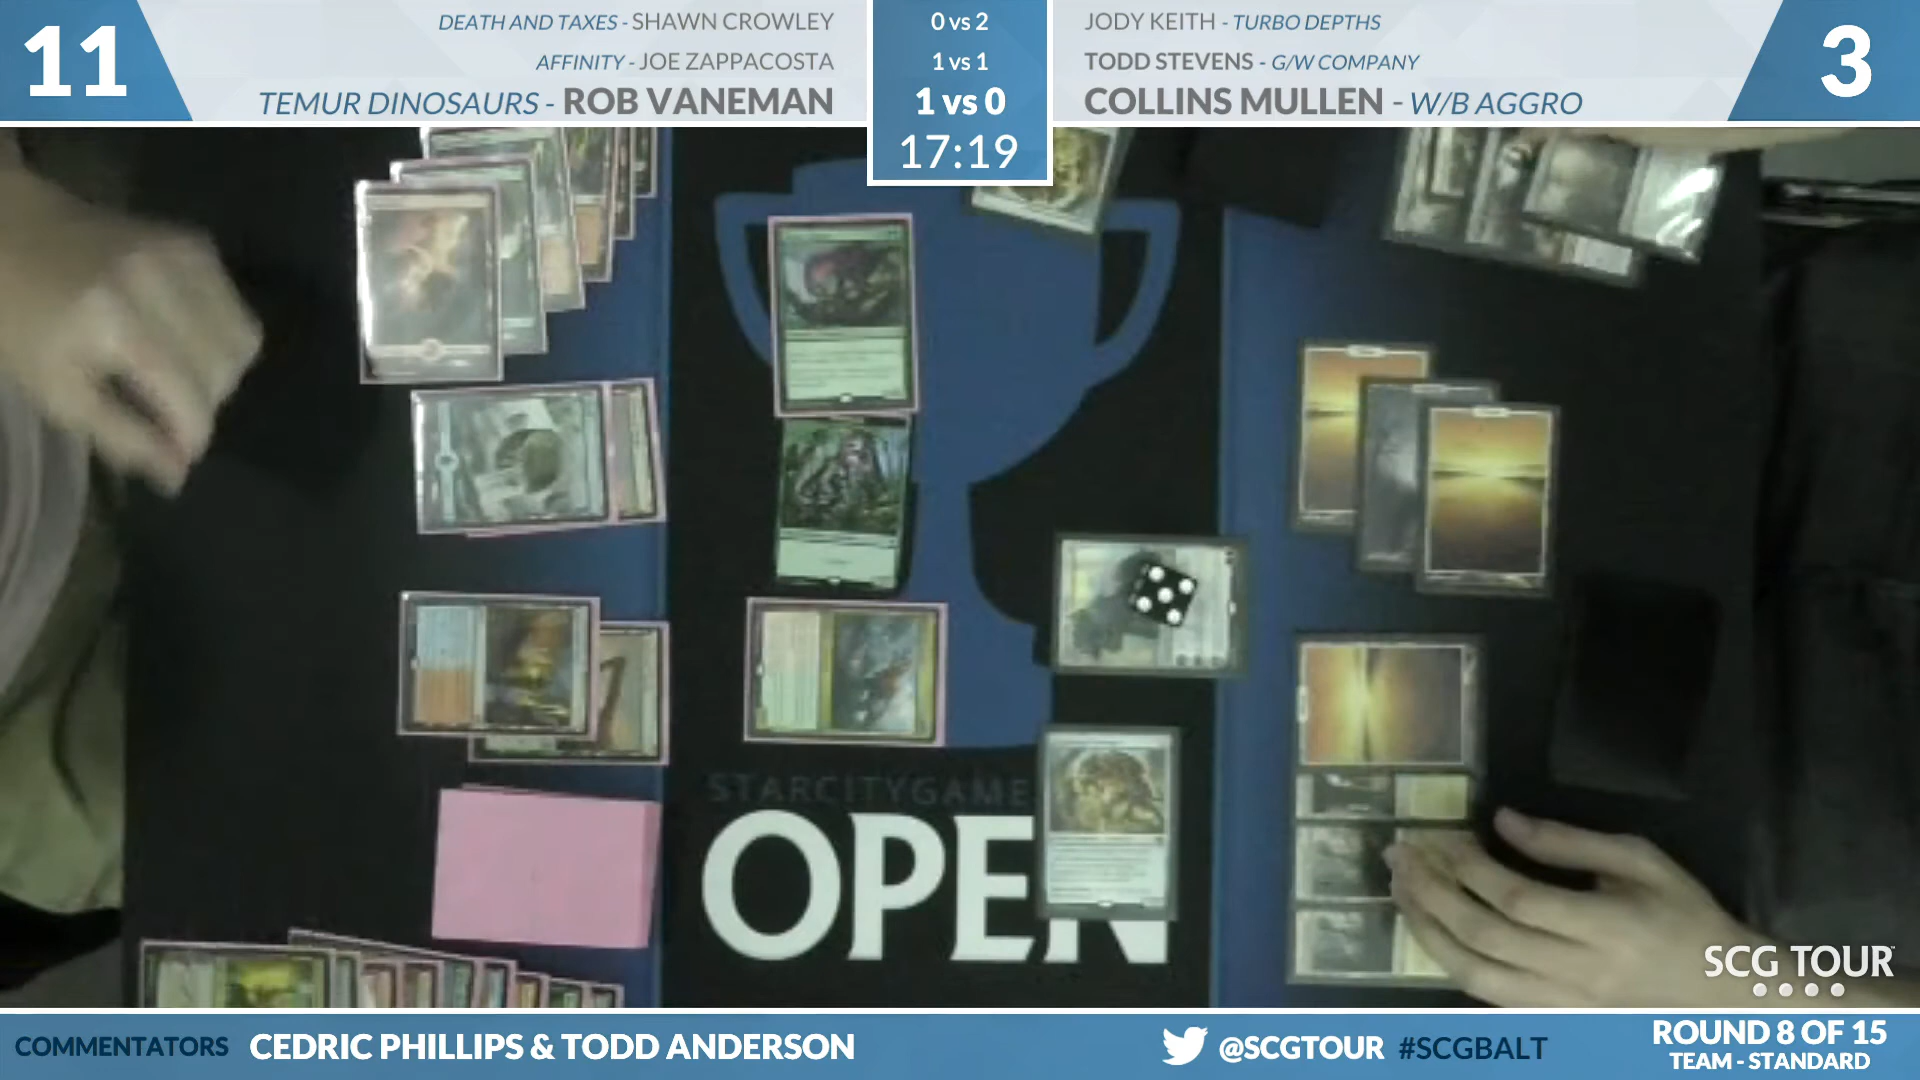 11
DEATH AND TAXES - SHAWN CROWLEY
AFFINITY - JOE ZAPPACOSTA
TEMUR DINOSAURS - ROB VANEMAN
0 vs 2
1 vs 1
1 vs 0
17:19
JODY KEITH - TURBO DEPTHS
TODD STEVENS - G/W COMPANY
COLLINS MULLEN - W/B AGGRO
3
STARCITYGAME
OPEN
SCG TOUR
COMMENTATORS CEDRIC PHILLIPS & TODD ANDERSON
@SCGTOUR #SCGBALT
ROUND 8 OF 15
TEAM - STANDARD